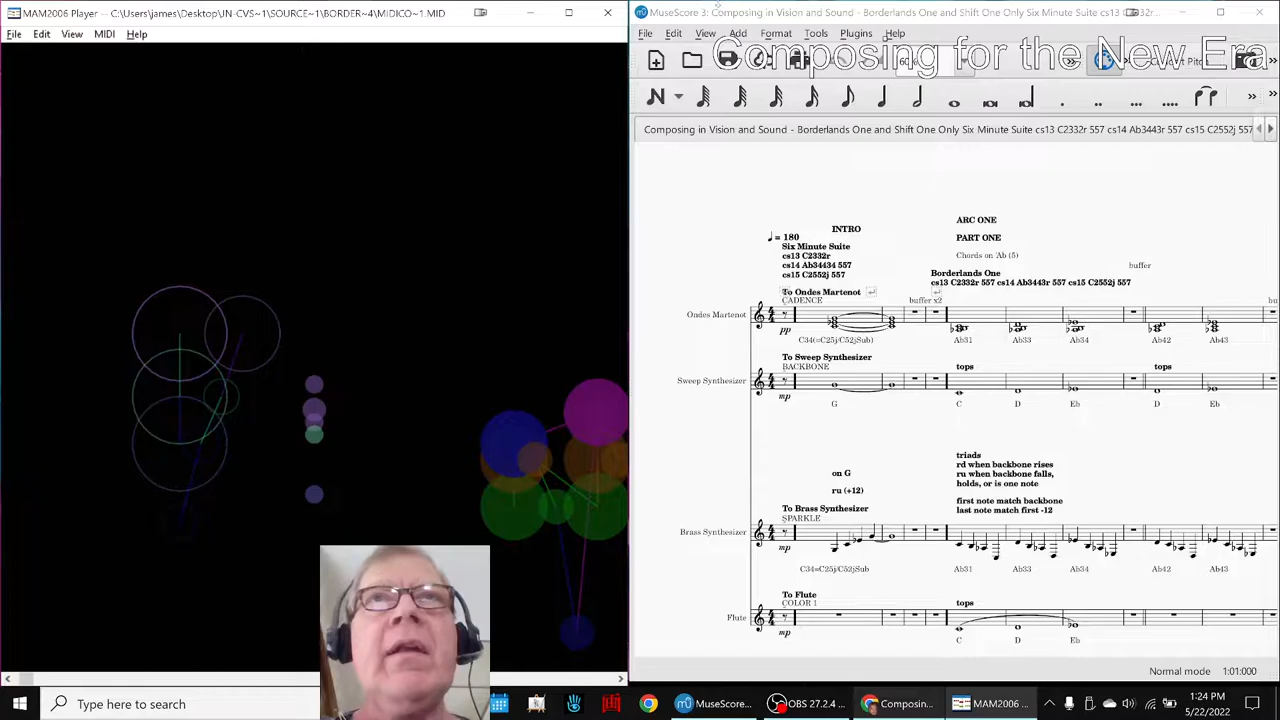 MAM2006 Player -- C:\Users\james\Desktop\IN-CVS~1\SOURCE~1\BORDER~4\MIDICO~1.MID
File Edit View MIDI Help
MuseScore 3: Composing in Vision and Sound - Borderlands One and Shift One Only Six Minute Suite cs13 C2332r...
File Edit View Add Format Tools Plugins Help
Composing for the New Era
Composing in Vision and Sound - Borderlands One and Shift One Only Six Minute Suite cs13 C2332r 557 cs14 Ab3443r 557 cs15 C2552j 557
ARC ONE
INTRO
PART ONE
= 180
Six Minute Suite
cs13 C2332r
cs14 Ab34434 557
cs15 C2552j 557
Chords on 'Ab (5)
buffer
Borderlands One
cs13 C2332r 557 cs14 Ab3443r 557 cs15 C2552j 557
To Ondes Martenot
CADENCE
buffer x2
bu
Ondes Martenot
pp
C34(=C25j/C52jSub)
Ab31 Ab33 Ab34 Ab42 Ab43
To Sweep Synthesizer
BACKBONE
tops
tops
Sweep Synthesizer
mp
G C D Eb D Eb
triads
rd when backbone rises
ru when backbone falls,
holds, or is one note
on G
ru (+12)
first note match backbone
last note match first -12
To Brass Synthesizer
SPARKLE
Brass Synthesizer
mp
C34=C25j/C52jSub
Ab31 Ab33 Ab34 Ab42 Ab43
To Flute
COLOR 1
tops
Flute
mp
C D Eb
Normal mode 1:01:000
Type here to search
MuseScore...
OBS 27.2.4 ...
Composin...
MAM2006 ...
1:24 PM
5/22/2022